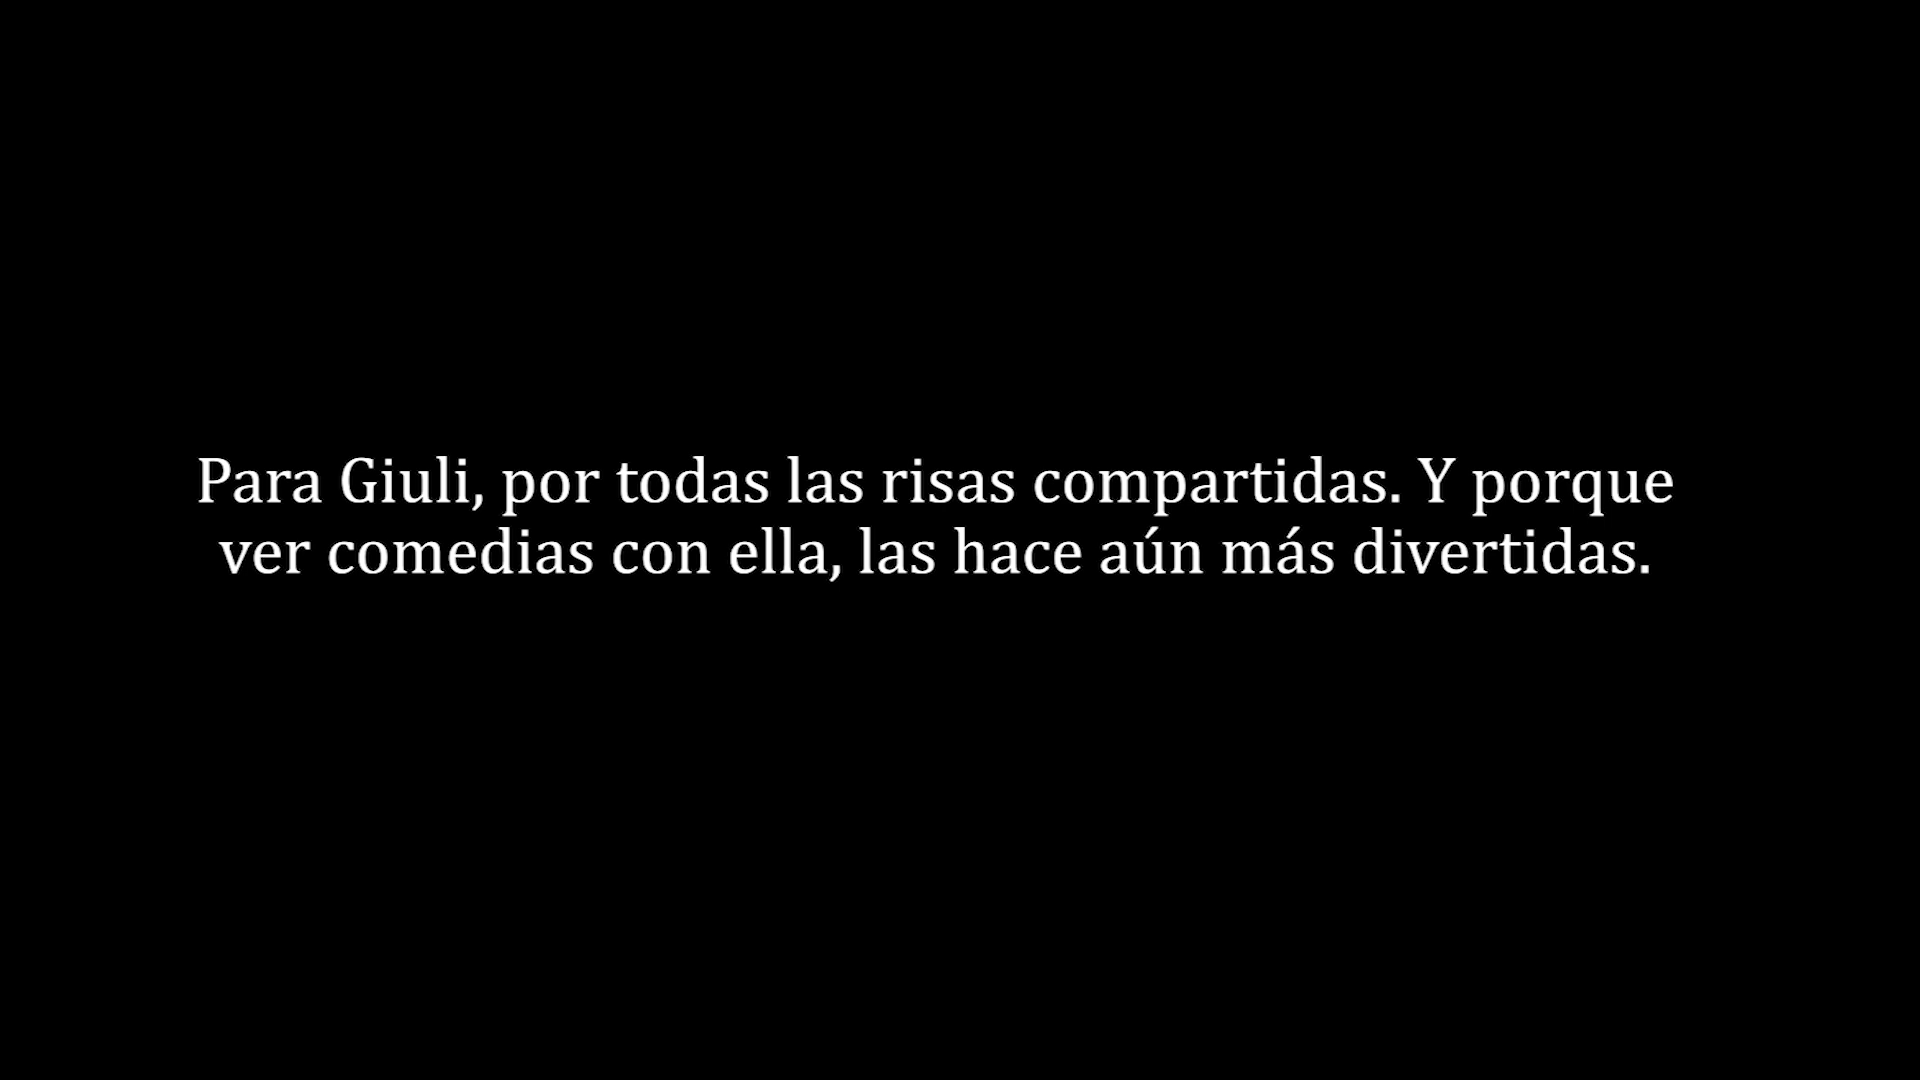 Para Giuli, por todas las risas compartidas. Y porque
ver comedias con ella, las hace aún más divertidas.